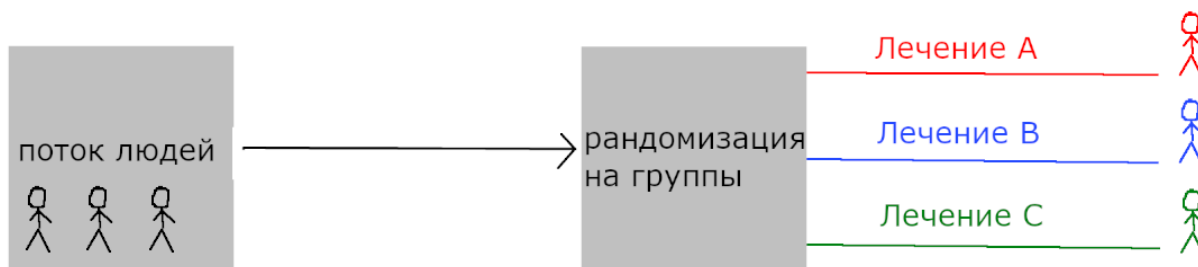 поток людей
рандомизация
на группы
Лечение А
Лечение В
Лечение С